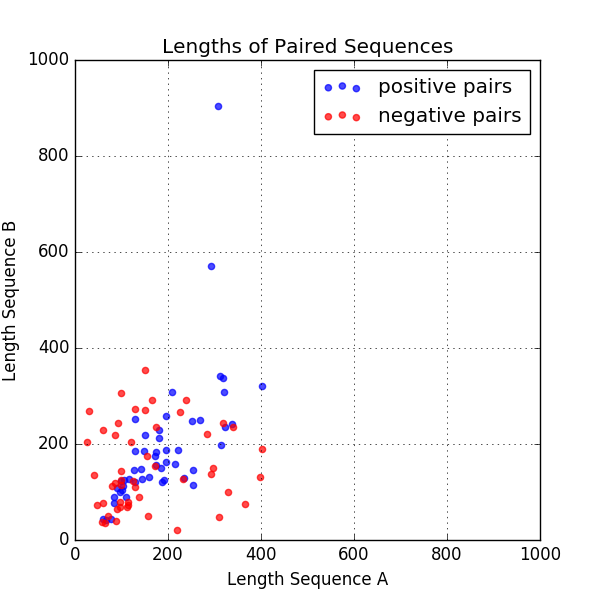 Lengths of Paired Sequences
1000
800
600
400
200
0
Length Sequence B
positive pairs
negative pairs
0 200 400 600 800 1000
Length Sequence A